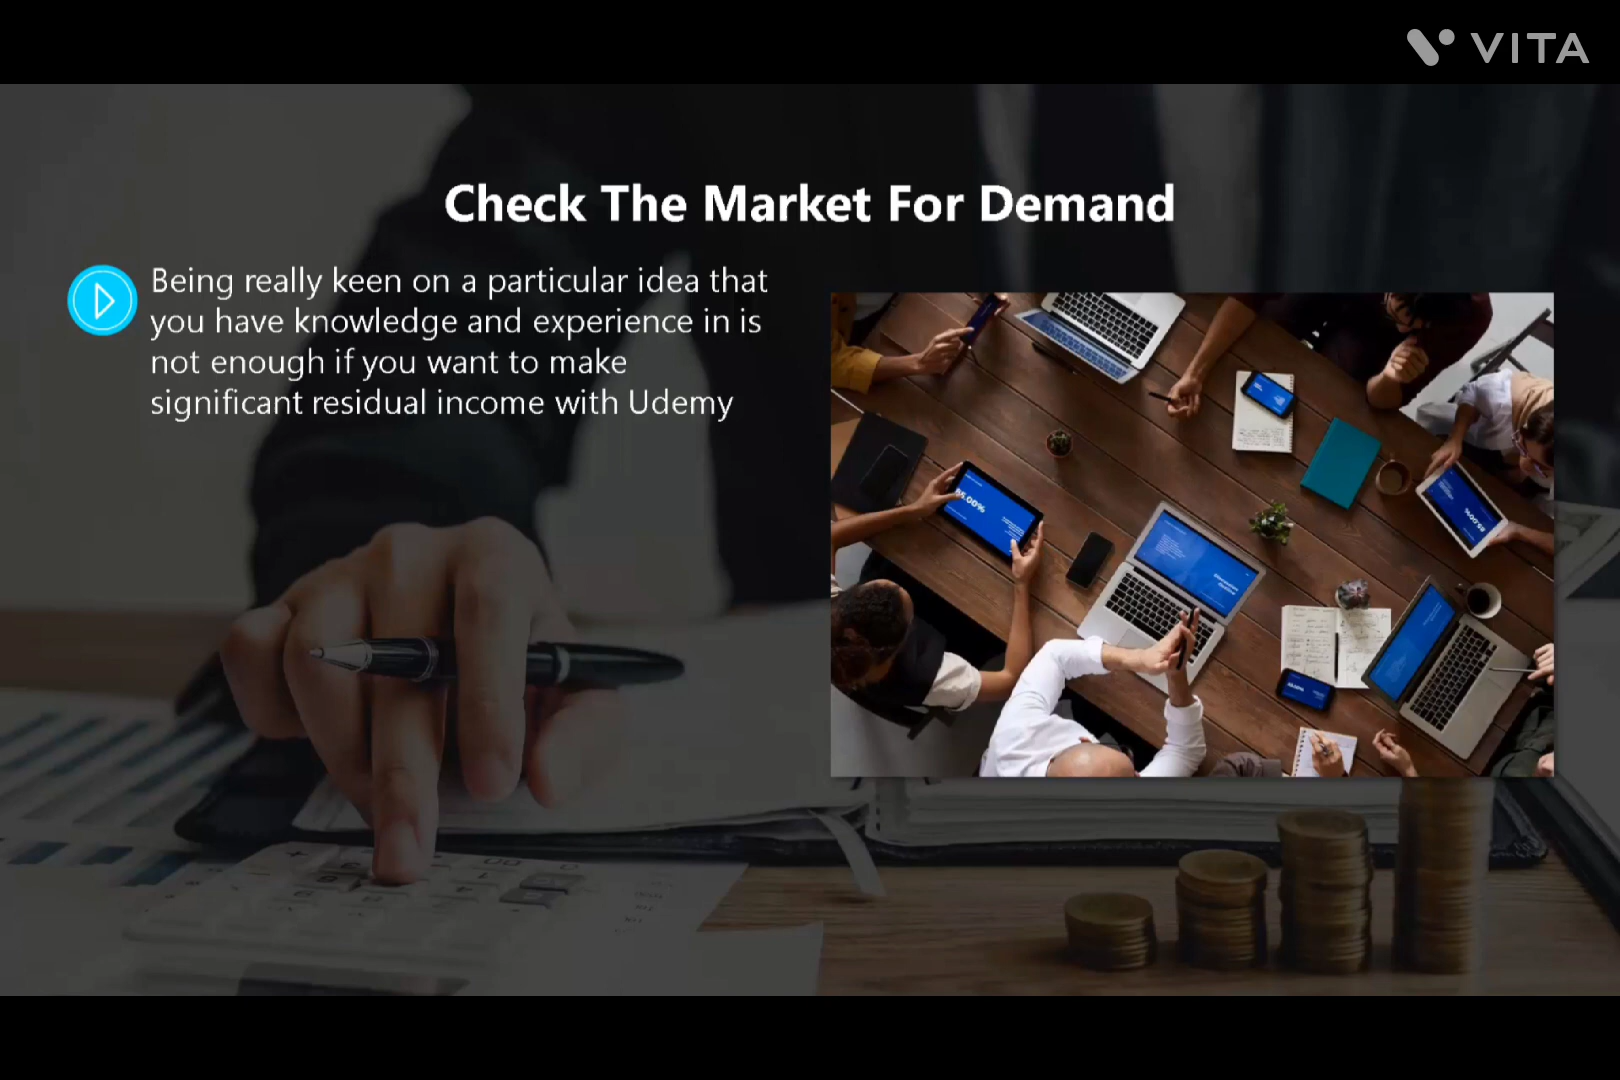 VITA
Check The Market For Demand
Being really keen on a particular idea that
you have knowledge and experience in is
not enough if you want to make
significant residual income with Udemy